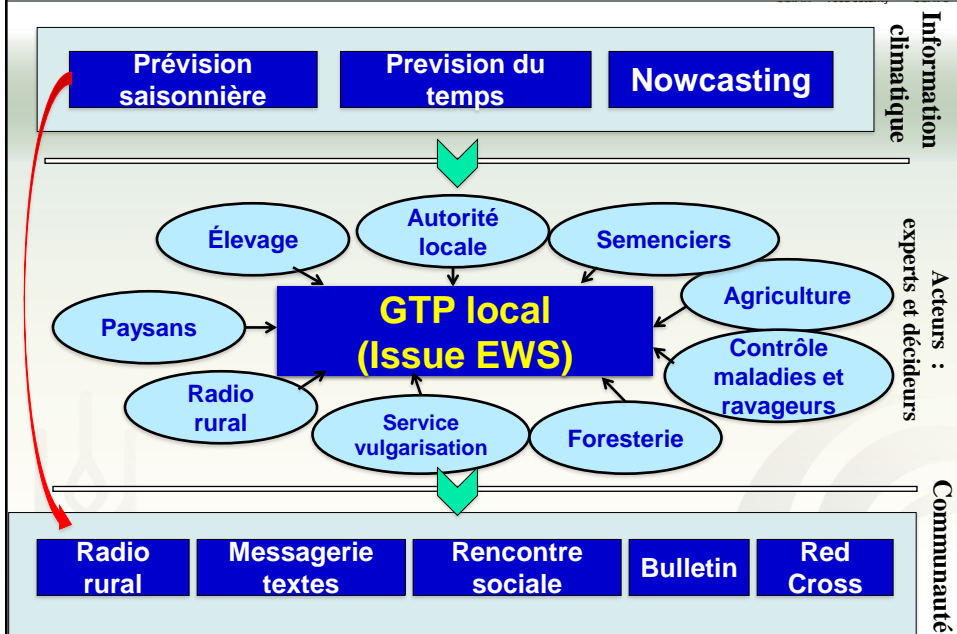 Prévision
saisonnière
Prevision du
temps
Nowcasting
Information
climatique
Élevage
Autorité
locale
Semenciers
Agriculture
Paysans
GTP local
(Issue EWS)
Contrôle
maladies et
ravageurs
Radio
rural
Service
vulgarisation
Foresterie
Acteurs :
experts et décideurs
Radio
rural
Messagerie
textes
Rencontre
sociale
Bulletin
Red
Cross
Communauté